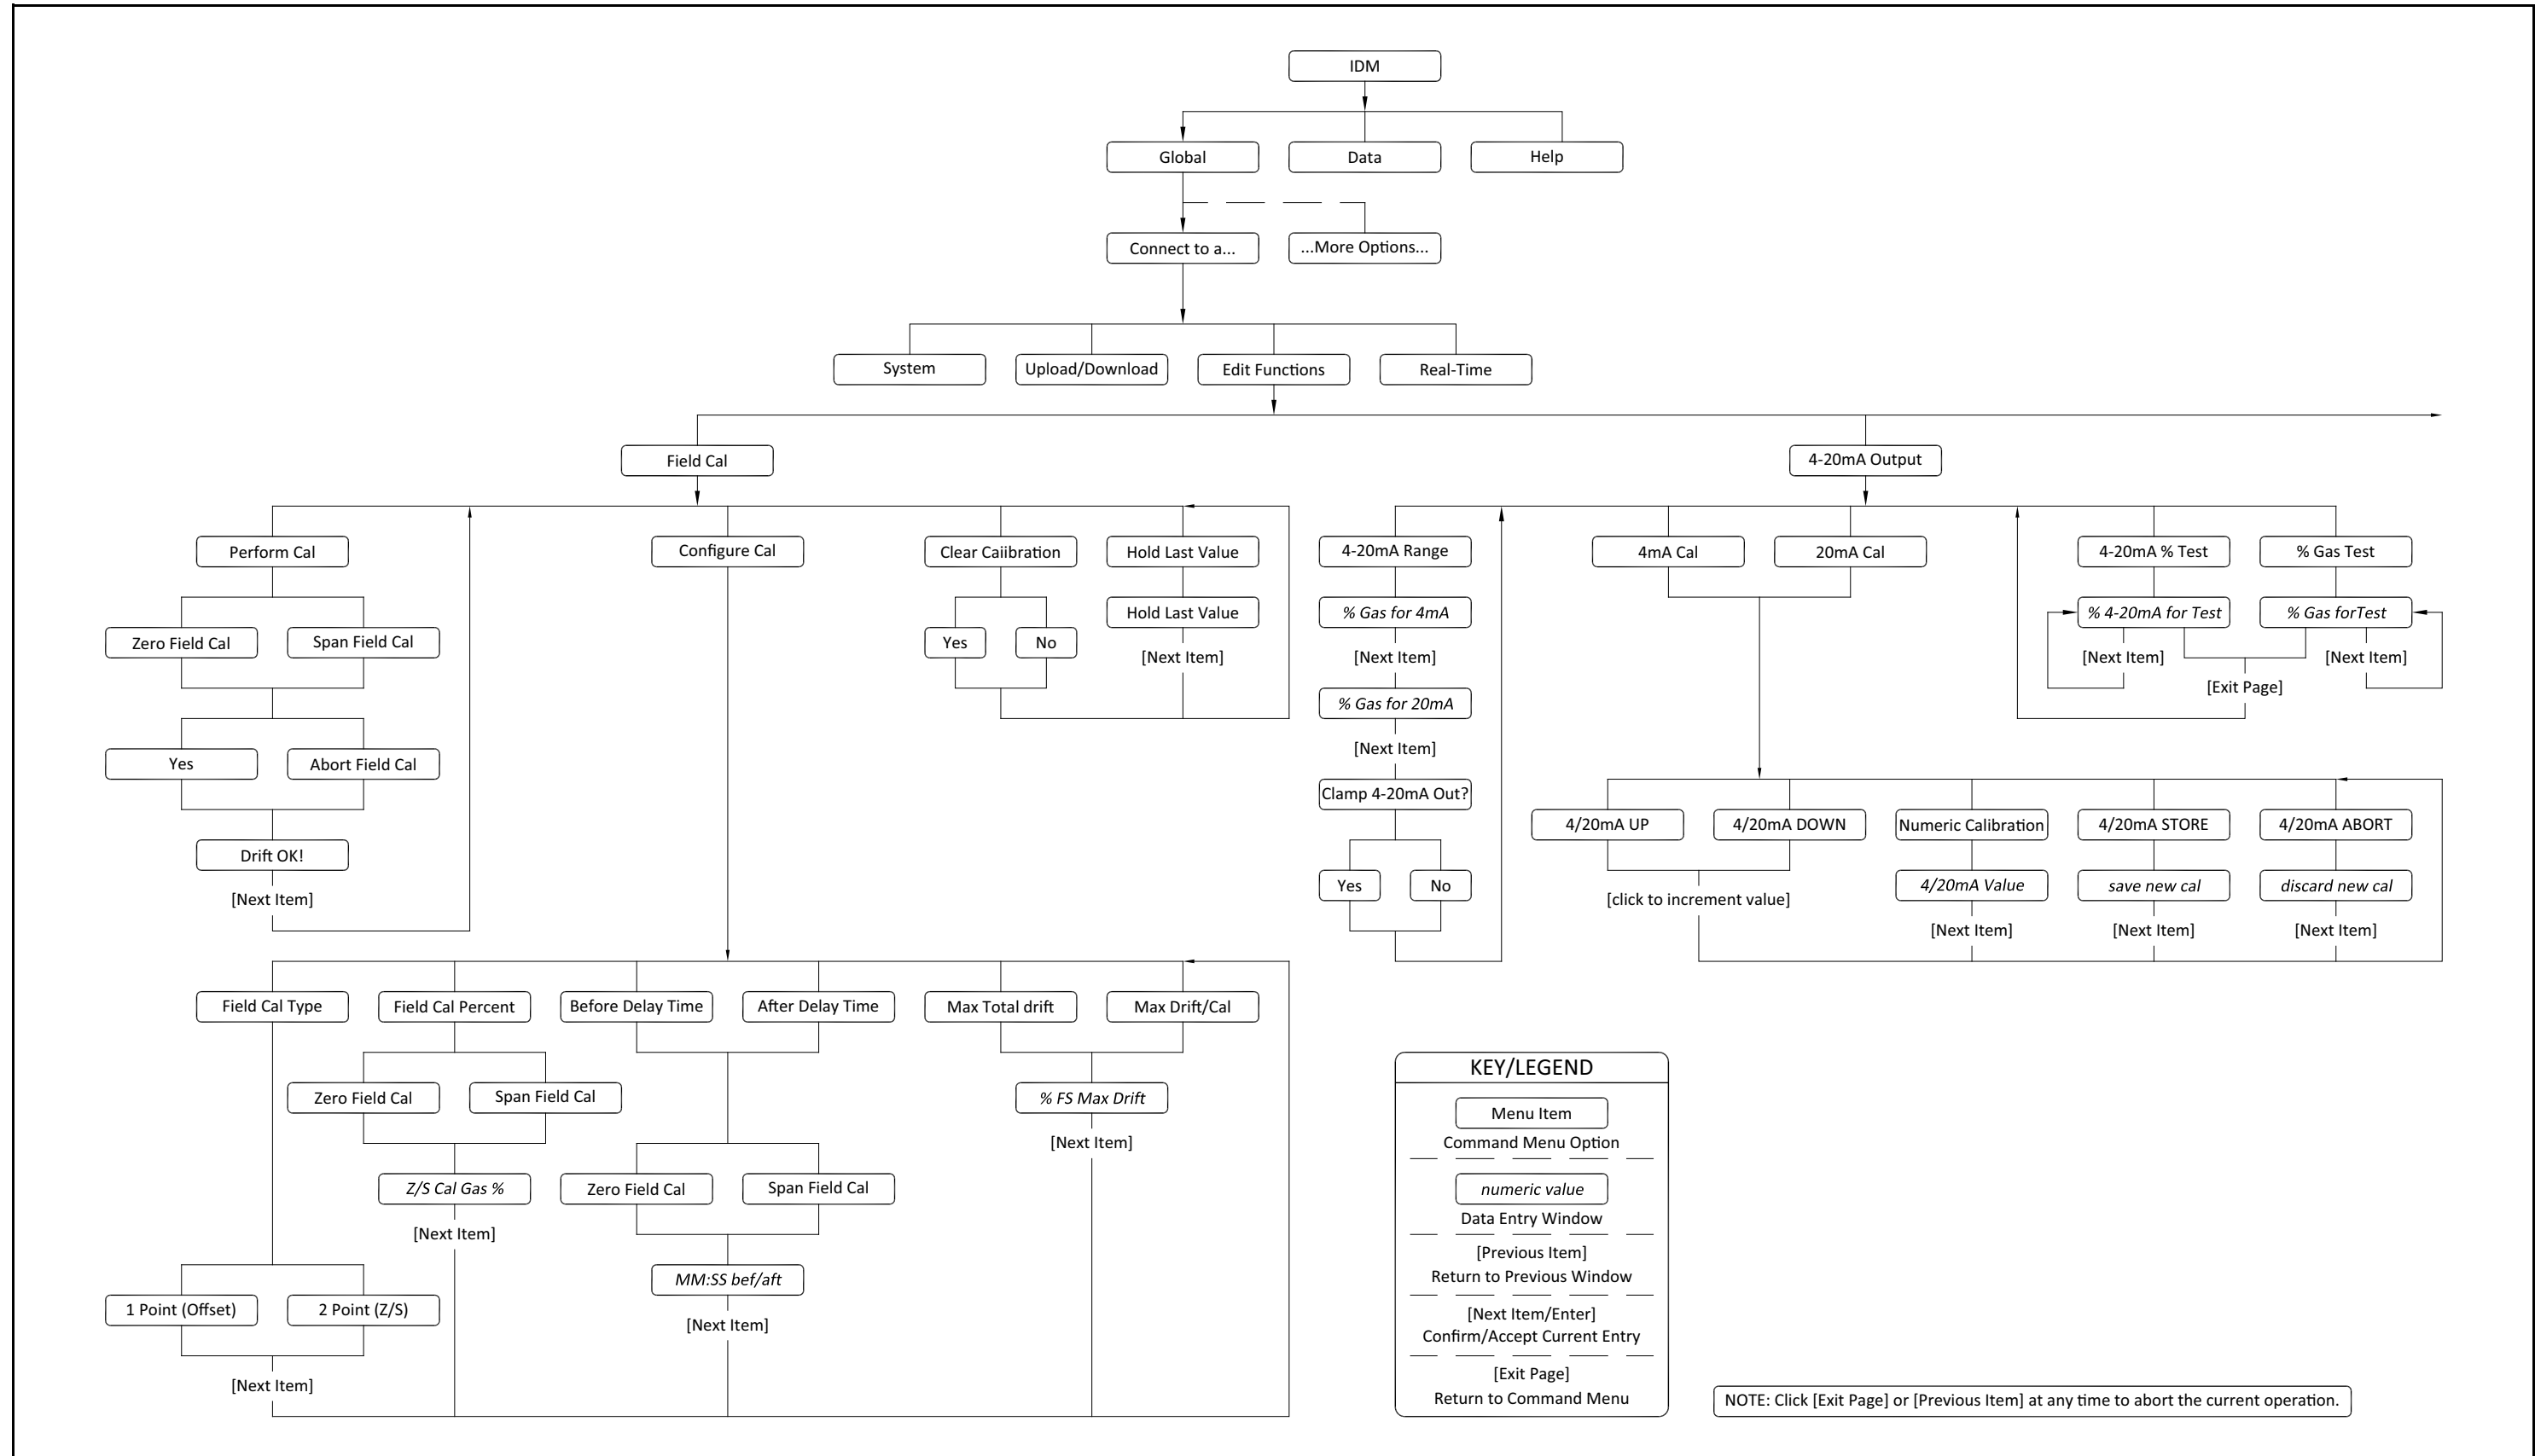 IDM
Global
Data
Help
Connect to a...
...More Options...
System
Upload/Download
Edit Functions
Real-Time
Field Cal
4-20mA Output
Perform Cal
Configure Cal
Clear Caiibration
Hold Last Value
4-20mA Range
4mA Cal
20mA Cal
4-20mA % Test
% Gas Test
Zero Field Cal
Span Field Cal
Yes
No
Hold Last Value
[Next Item]
% Gas for 4mA
[Next Item]
% Gas for 20mA
[Next Item]
Clamp 4-20mA Out?
Yes
No
% 4-20mA for Test
[Next Item]
% Gas forTest
[Next Item]
[Exit Page]
Yes
Abort Field Cal
Drift OK!
[Next Item]
4/20mA UP
4/20mA DOWN
Numeric Calibration
4/20mA STORE
4/20mA ABORT
[click to increment value]
4/20mA Value
save new cal
discard new cal
[Next Item]
[Next Item]
[Next Item]
Field Cal Type
Field Cal Percent
Before Delay Time
After Delay Time
Max Total drift
Max Drift/Cal
Zero Field Cal
Span Field Cal
% FS Max Drift
[Next Item]
Z/S Cal Gas %
[Next Item]
Zero Field Cal
Span Field Cal
MM:SS bef/aft
[Next Item]
1 Point (Offset)
2 Point (Z/S)
[Next Item]
KEY/LEGEND
Menu Item
Command Menu Option
numeric value
Data Entry Window
[Previous Item]
Return to Previous Window
[Next Item/Enter]
Confirm/Accept Current Entry
[Exit Page]
Return to Command Menu
NOTE: Click [Exit Page] or [Previous Item] at any time to abort the current operation.